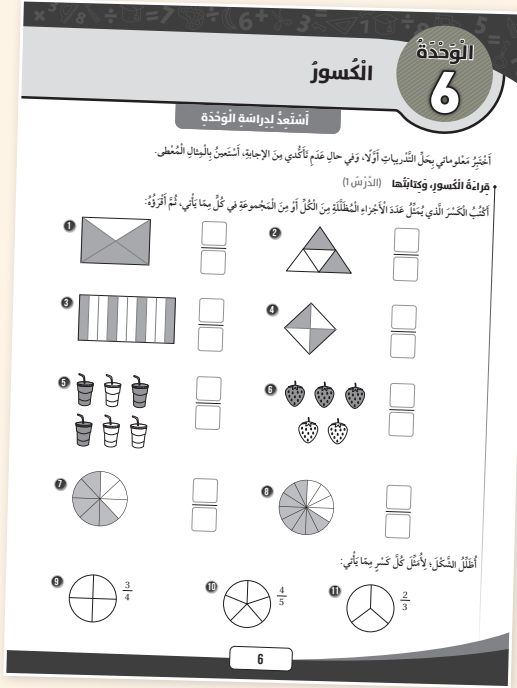 الْوَحْدَةُ
6
الْكُسورُ
أَسْتَعِدُّ لِدِراسَةِ الْوَحْدَةِ
أَخْتَبِرُ مَعْلوماتي بِحَلِّ التَّدْريباتِ أَوَّلًا، وَفي حالِ عَدَمِ تَأَكُّدي مِنَ الْإِجابَةِ، أَسْتَعينُ بِالْمِثالِ الْمُعْطى.
قِراءَةُ الْكُسورِ، وَكِتابَتُها (الدَّرْسُ 1)
أَكْتُبُ الْكَسْرَ الَّذي يُمَثِّلُ عَدَدَ الْأَجْزاءِ الْمُظَلَّلَةِ مِنَ الْكُلِّ أَوْ مِنَ الْمَجْموعَةِ في كُلٍّ مِمّا يَأْتي، ثُمَّ أَقْرَؤُهُ:
1 2
3 4
5 6
7 8
أُظَلِّلُ الشَّكْلَ؛ لِأُمَثِّلَ كُلَّ كَسْرٍ مِمّا يَأْتي:
9 3/4 10 4/5 11 2/3
6